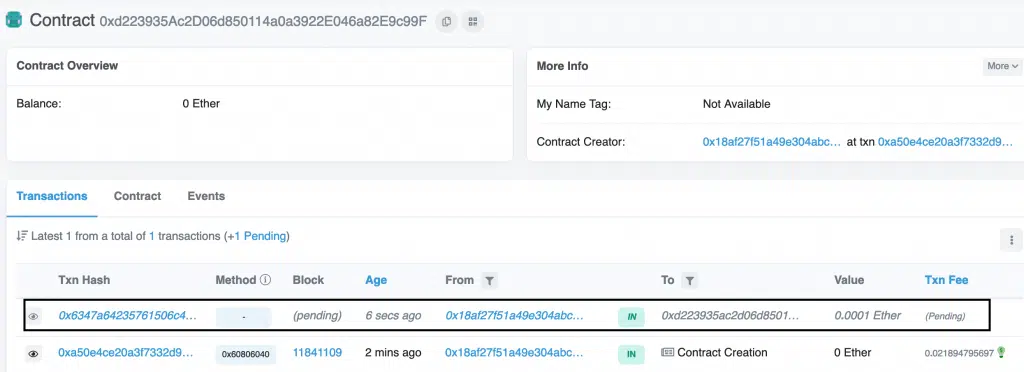 Contract 0xd223935Ac2D06d850114a0a3922E046a82E9c99F
Contract Overview
Balance: 0 Ether
More Info
More
My Name Tag: Not Available
Contract Creator: 0x18af27f51a49e304abc... at txn 0xa50e4ce20a3f7332d9...
Transactions Contract Events
Latest 1 from a total of 1 transactions (+1 Pending)
Txn Hash Method Block Age From To Value Txn Fee
0x6347a64235761506c4... - (pending) 6 secs ago 0x18af27f51a49e304abc... IN 0xd223935ac2d06d8501... 0.0001 Ether (Pending)
0xa50e4ce20a3f7332d9... 0x60806040 11841109 2 mins ago 0x18af27f51a49e304abc... IN Contract Creation 0 Ether 0.021894795697